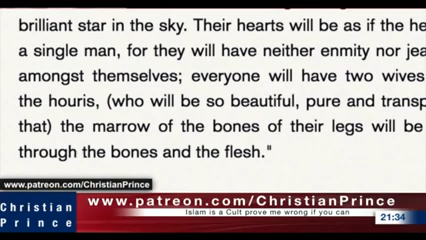 brilliant star in the sky. Their hearts will be as if the he
a single man, for they will have neither enmity nor jea
amongst themselves; everyone will have two wives
the houris, (who will be so beautiful, pure and transp
that) the marrow of the bones of their legs will be
through the bones and the flesh."
www.patreon.com/ChristianPrince
www.patreon.com/ChristianPrince
Christian
Prince
Islam is a Cult prove me wrong if you can
21:34